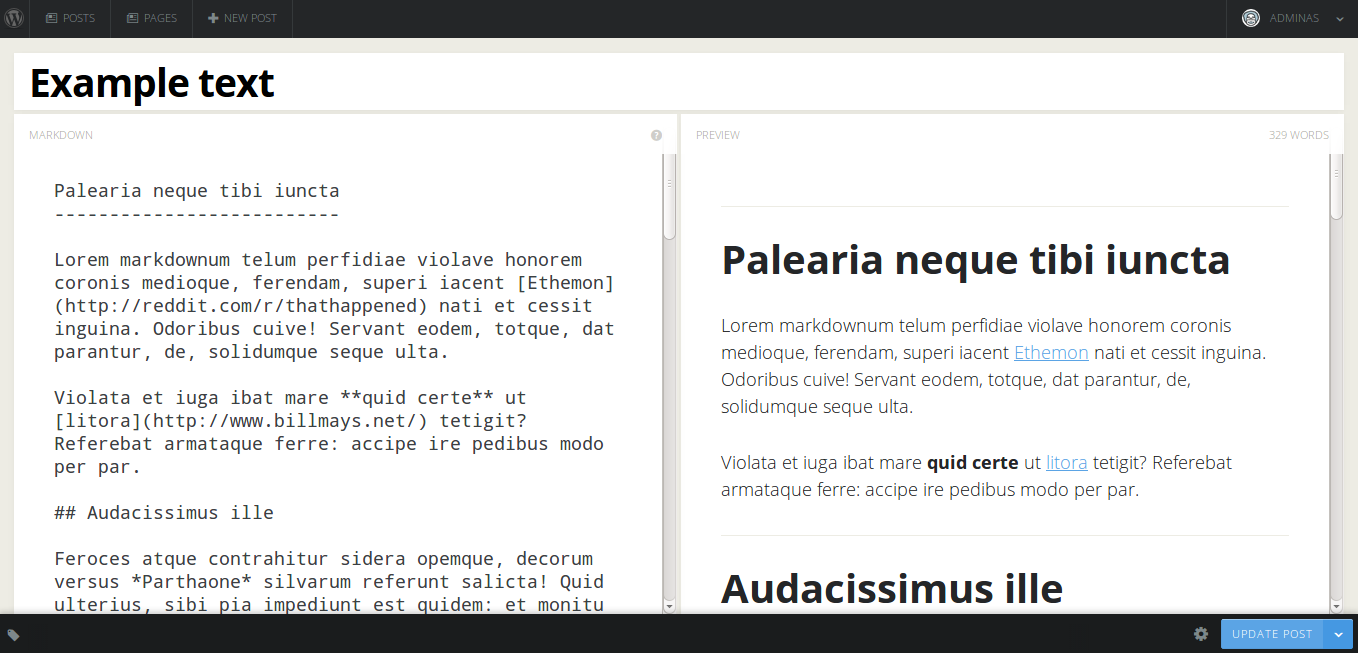 POSTS PAGES NEW POST ADMINAS
Example text
MARKDOWN ?
Palearia neque tibi iuncta
--------------------------
Lorem markdownum telum perfidiae violave honorem
coronis medioque, ferendam, superi iacent [Ethemon]
(http://reddit.com/r/thathappened) nati et cessit
inguina. Odoribus cuive! Servant eodem, totque, dat
parantur, de, solidumque seque ulta.
Violata et iuga ibat mare **quid certe** ut
[litora](http://www.billmays.net/) tetigit?
Referebat armataque ferre: accipe ire pedibus modo
per par.
## Audacissimus ille
Feroces atque contrahitur sidera opemque, decorum
versus *Parthaone* silvarum referunt salicta! Quid
ulterius, sibi pia impediunt est quidem: et monitu
PREVIEW 329 WORDS
Palearia neque tibi iuncta
Lorem markdownum telum perfidiae violave honorem coronis
medioque, ferendam, superi iacent Ethemon nati et cessit inguina.
Odoribus cuive! Servant eodem, totque, dat parantur, de,
solidumque seque ulta.
Violata et iuga ibat mare quid certe ut litora tetigit? Referebat
armataque ferre: accipe ire pedibus modo per par.
Audacissimus ille
UPDATE POST